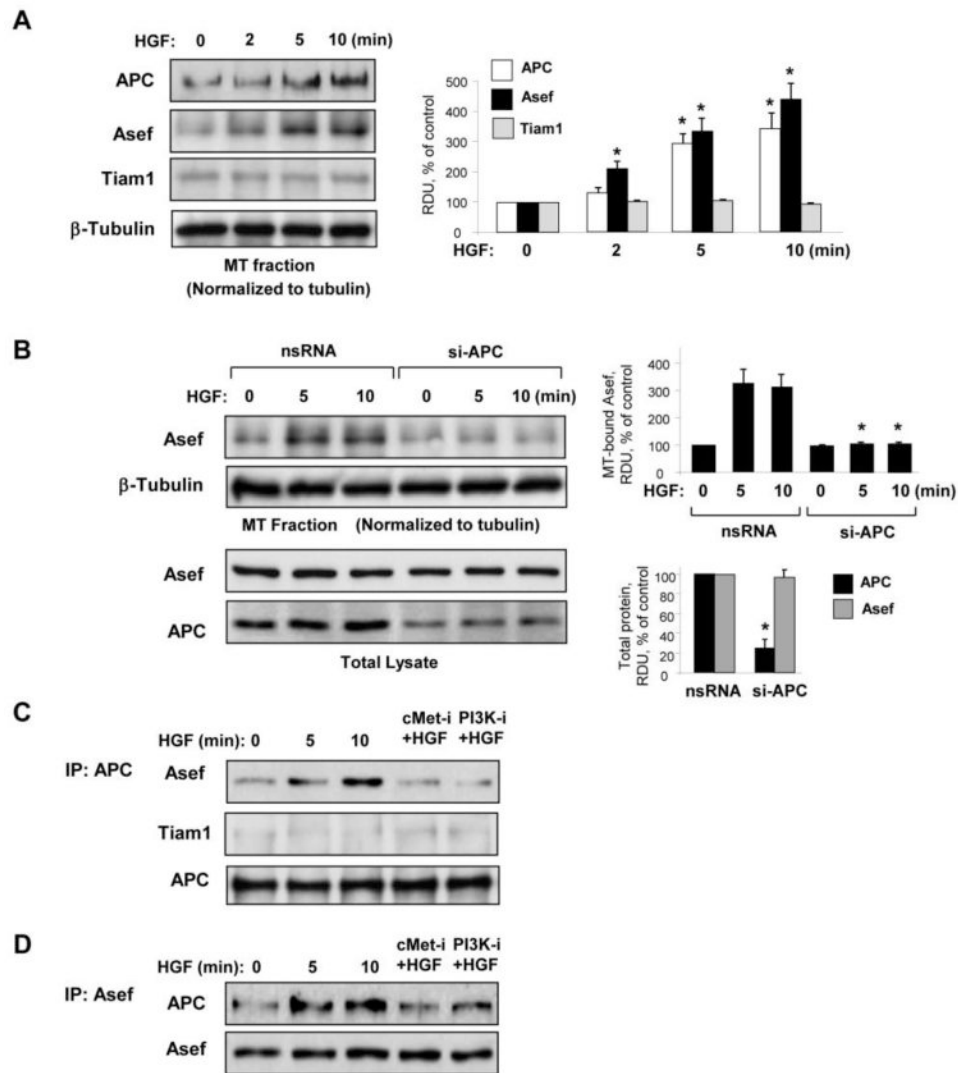 A
HGF: 0 2 5 10 (min)
APC
Asef
Tiam1
β-Tubulin
MT fraction
(Normalized to tubulin)
RDU, % of control
500
400
300
200
100
0
APC
Asef
Tiam1
* * * * *
HGF: 0 2 5 10 (min)
B
nsRNA si-APC
HGF: 0 5 10 0 5 10 (min)
Asef
β-Tubulin
MT Fraction (Normalized to tubulin)
Asef
APC
Total Lysate
MT-bound Asef,
RDU, % of control
400
300
200
100
0
* *
HGF: 0 5 10 0 5 10 (min)
nsRNA si-APC
Total protein,
RDU, % of control
100
80
60
40
20
0
*
APC
Asef
nsRNA si-APC
C
HGF (min): 0 5 10 cMet-i +HGF PI3K-i +HGF
IP: APC
Asef
Tiam1
APC
D
HGF (min): 0 5 10 cMet-i +HGF PI3K-i +HGF
IP: Asef
APC
Asef